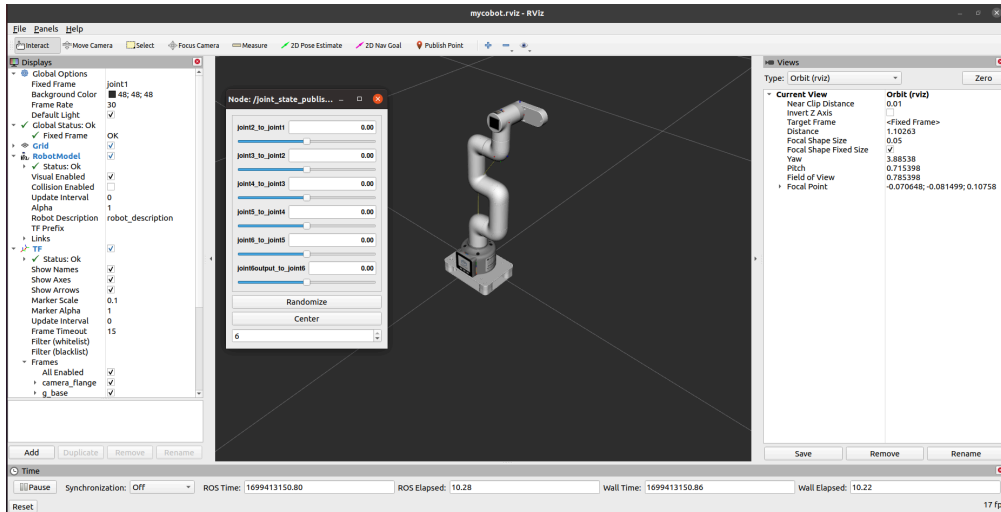 mycobot.rviz - RViz
File Panels Help
Interact Move Camera Select Focus Camera Measure 2D Pose Estimate 2D Nav Goal Publish Point
Displays
Global Options
Fixed Frame joint1
Background Color 48; 48; 48
Frame Rate 30
Default Light
Global Status: Ok
Fixed Frame OK
Grid
RobotModel
Status: Ok
Visual Enabled
Collision Enabled
Update Interval 0
Alpha 1
Robot Description robot_description
TF Prefix
Links
TF
Status: Ok
Show Names
Show Axes
Show Arrows
Marker Scale 0.1
Marker Alpha 1
Update Interval 0
Frame Timeout 15
Filter (whitelist)
Filter (blacklist)
Frames
All Enabled
camera_flange
g_base
Add Duplicate Remove Rename
Node: /joint_state_publis...
joint2_to_joint1 0.00
joint3_to_joint2 0.00
joint4_to_joint3 0.00
joint5_to_joint4 0.00
joint6_to_joint5 0.00
joint6output_to_joint6 0.00
Randomize
Center
6
Views
Type: Orbit (rviz) Zero
Current View Orbit (rviz)
Near Clip Distance 0.01
Invert Z Axis
Target Frame <Fixed Frame>
Distance 1.10263
Focal Shape Size 0.05
Focal Shape Fixed Size
Yaw 3.88538
Pitch 0.715398
Field of View 0.785398
Focal Point -0.070648; -0.081499; 0.10758
Save Remove Rename
Time
Pause Synchronization: Off ROS Time: 1699413150.80 ROS Elapsed: 10.28 Wall Time: 1699413150.86 Wall Elapsed: 10.22
Reset 17 fp